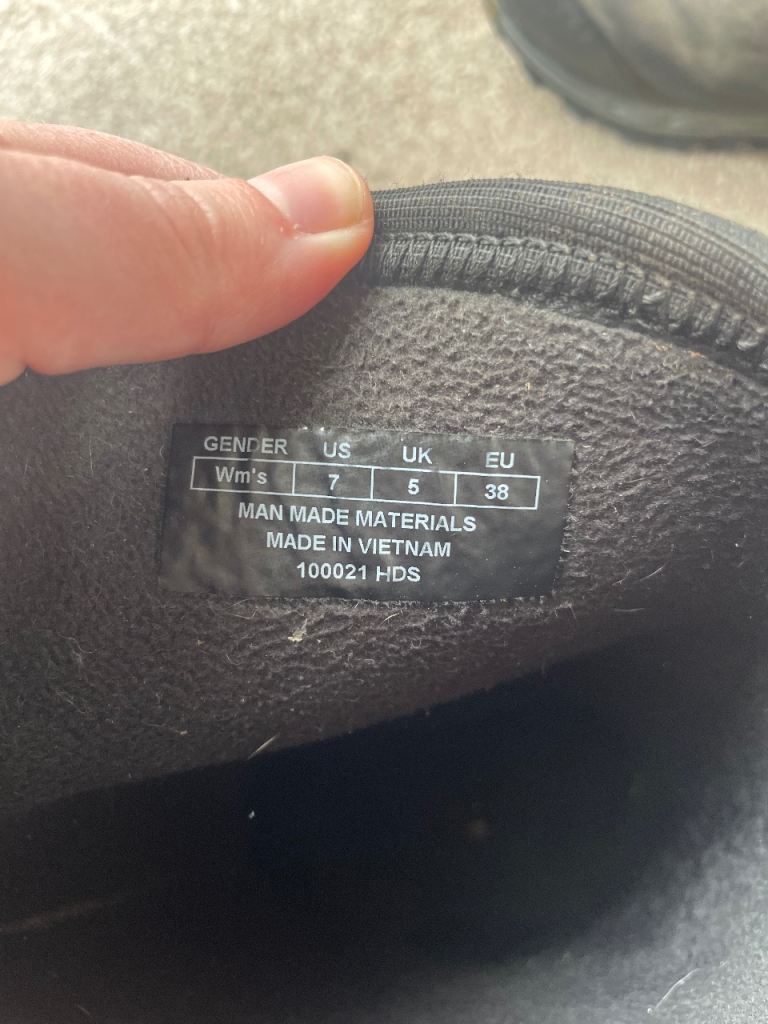 GENDER US UK EU
Wm's 7 5 38
MAN MADE MATERIALS
MADE IN VIETNAM
100021 HDS